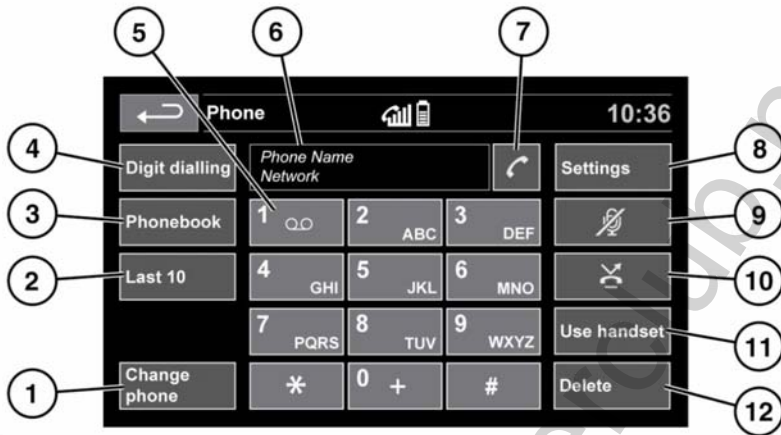 5
6
7
Phone
10:36
4
Digit dialling
Phone Name
Network
Settings
8
3
Phonebook
1
2 ABC
3 DEF
9
2
Last 10
4 GHI
5 JKL
6 MNO
10
7 PQRS
8 TUV
9 WXYZ
Use handset
11
1
Change
phone
*
0 +
#
Delete
12